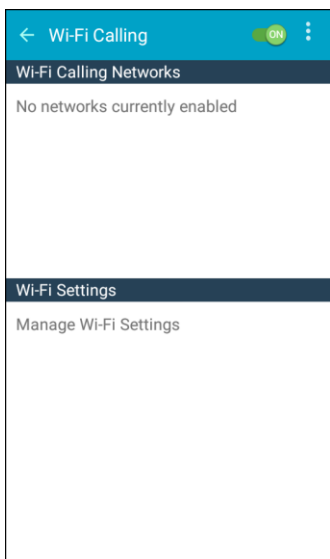 Wi-Fi Calling
ON
Wi-Fi Calling Networks
No networks currently enabled
Wi-Fi Settings
Manage Wi-Fi Settings